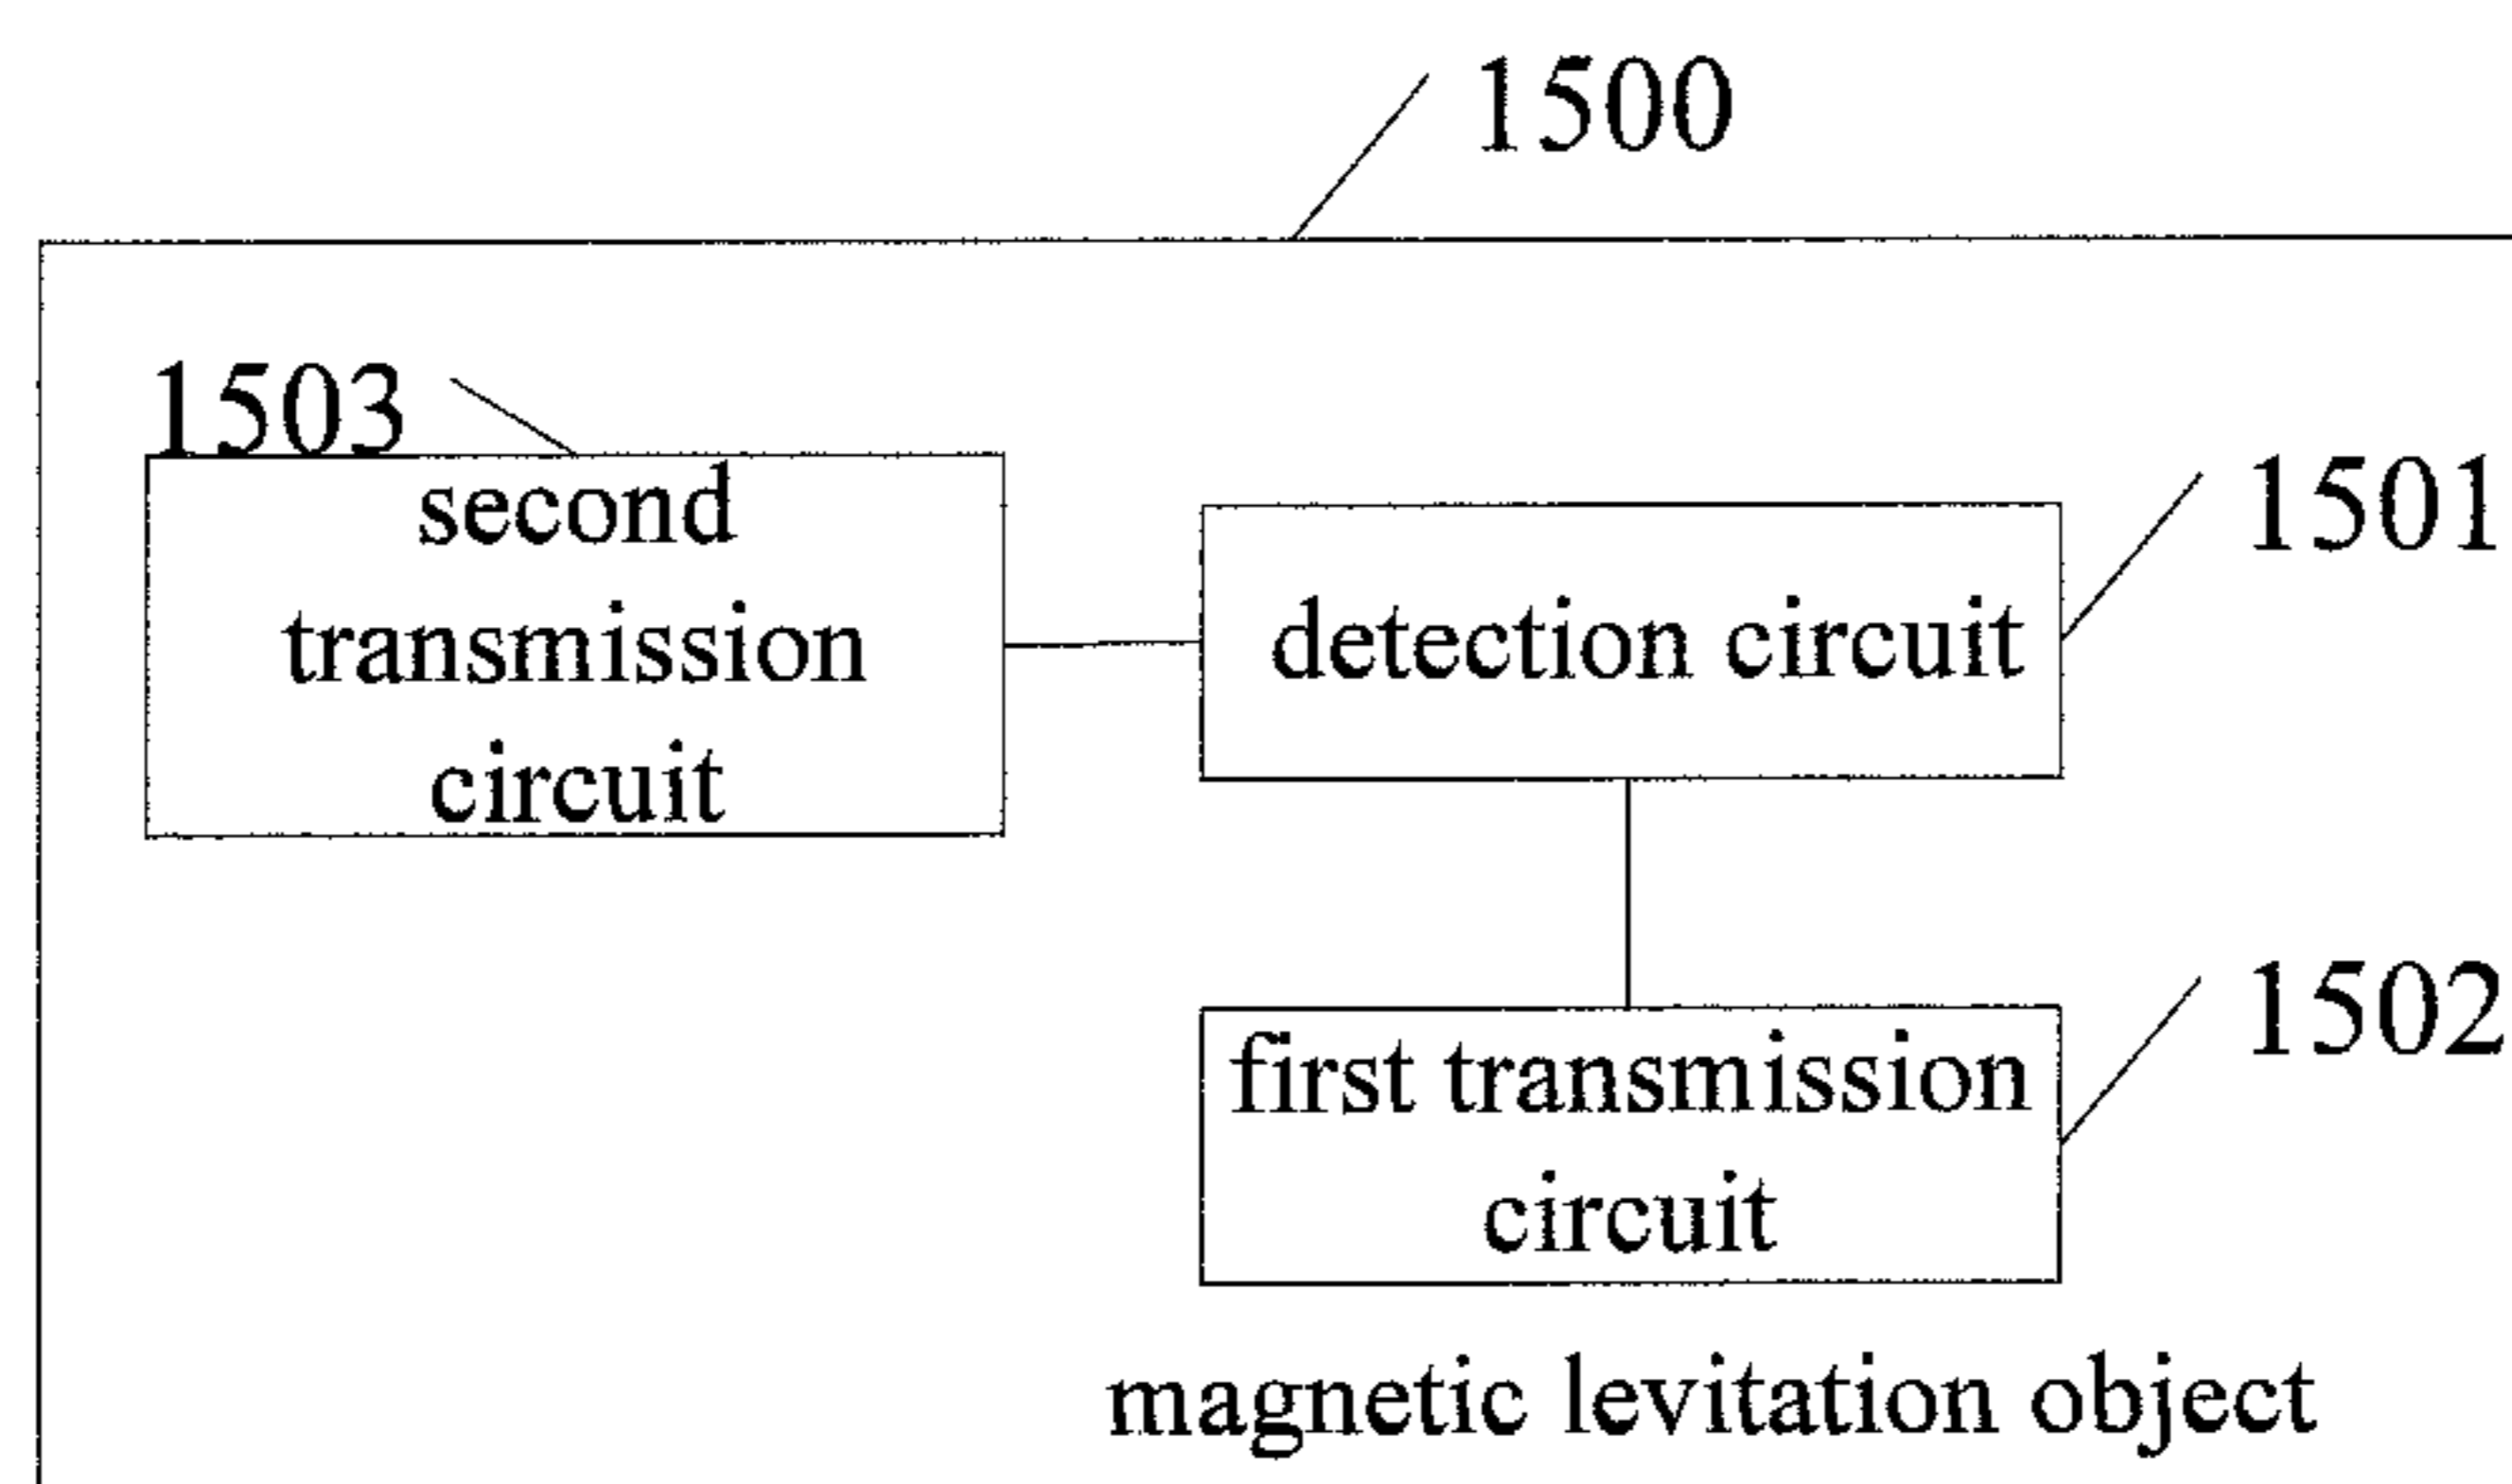 1500
1503
second
transmission
circuit
detection circuit
1501
first transmission
circuit
1502
magnetic levitation object